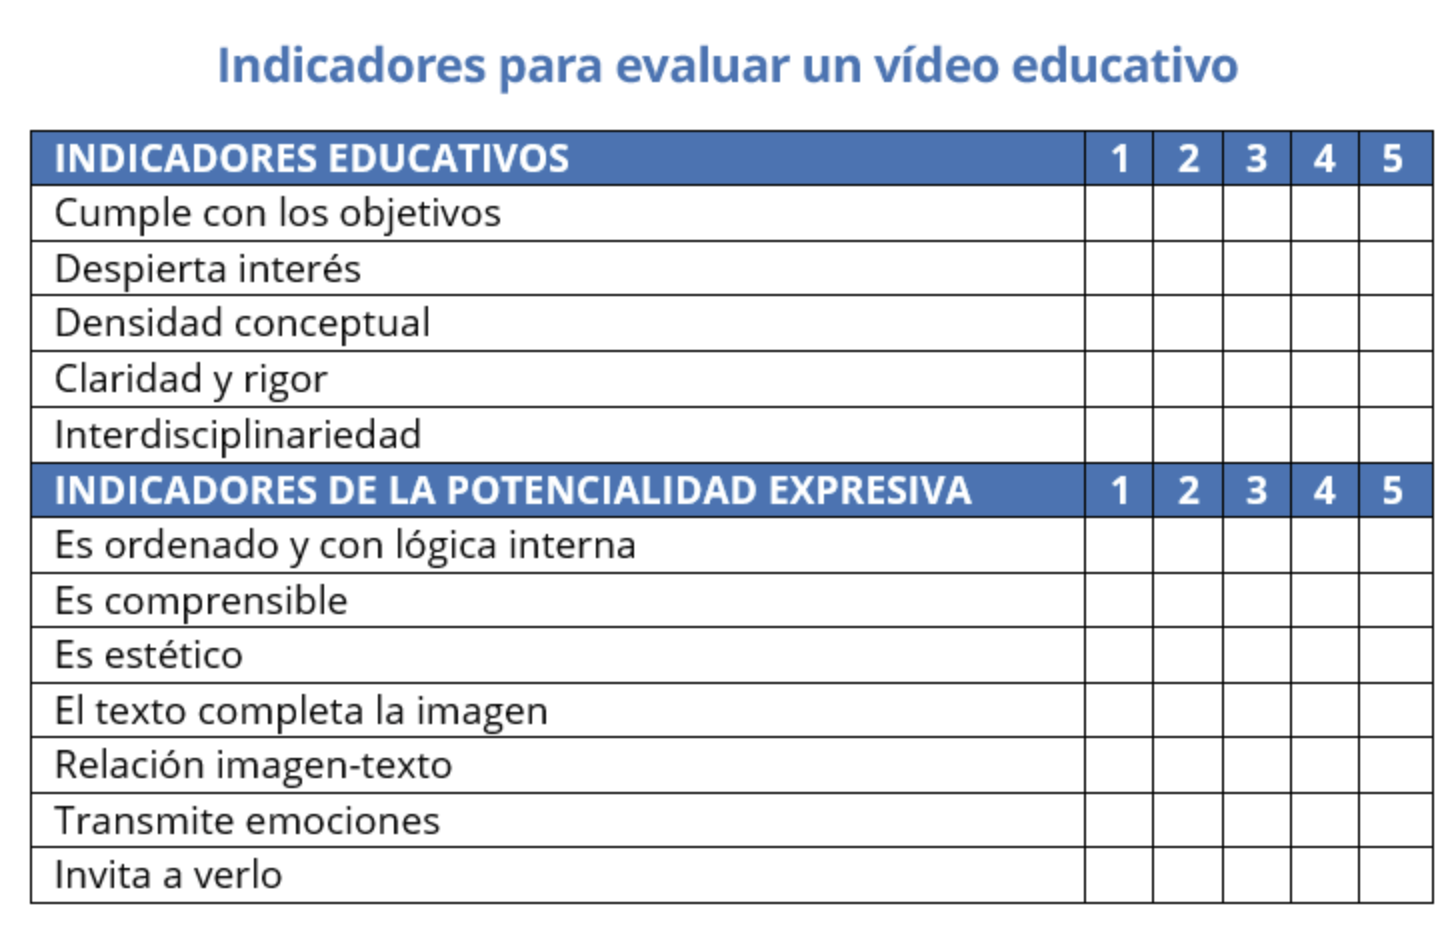 Indicadores para evaluar un vídeo educativo
INDICADORES EDUCATIVOS 1 2 3 4 5
Cumple con los objetivos
Despierta interés
Densidad conceptual
Claridad y rigor
Interdisciplinariedad
INDICADORES DE LA POTENCIALIDAD EXPRESIVA 1 2 3 4 5
Es ordenado y con lógica interna
Es comprensible
Es estético
El texto completa la imagen
Relación imagen-texto
Transmite emociones
Invita a verlo